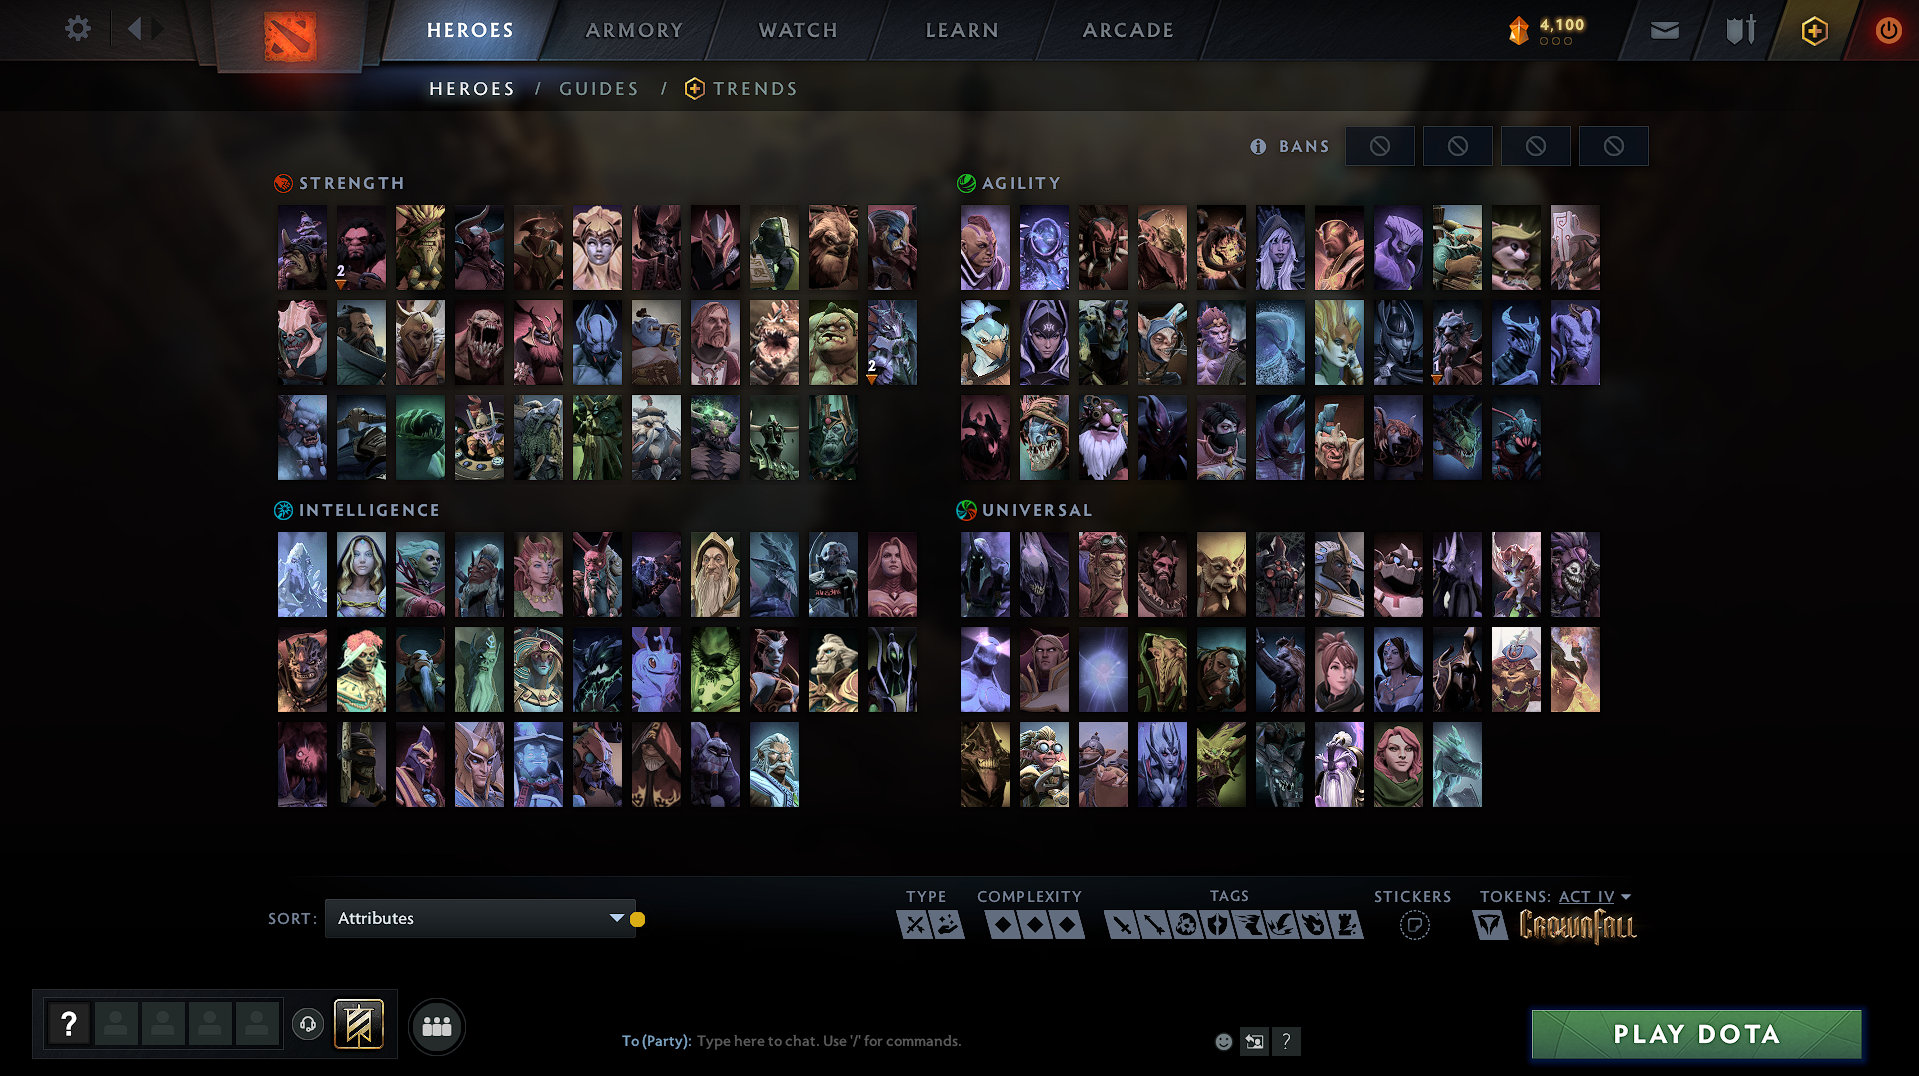 HEROES
ARMORY
WATCH
LEARN
ARCADE
4,100
HEROES / GUIDES / TRENDS
BANS
STRENGTH
AGILITY
2
2
1
INTELLIGENCE
UNIVERSAL
SORT:
Attributes
TYPE
COMPLEXITY
TAGS
STICKERS
TOKENS: ACT IV
CROWNFALL
?
To (Party): Type here to chat. Use '/' for commands.
?
PLAY DOTA